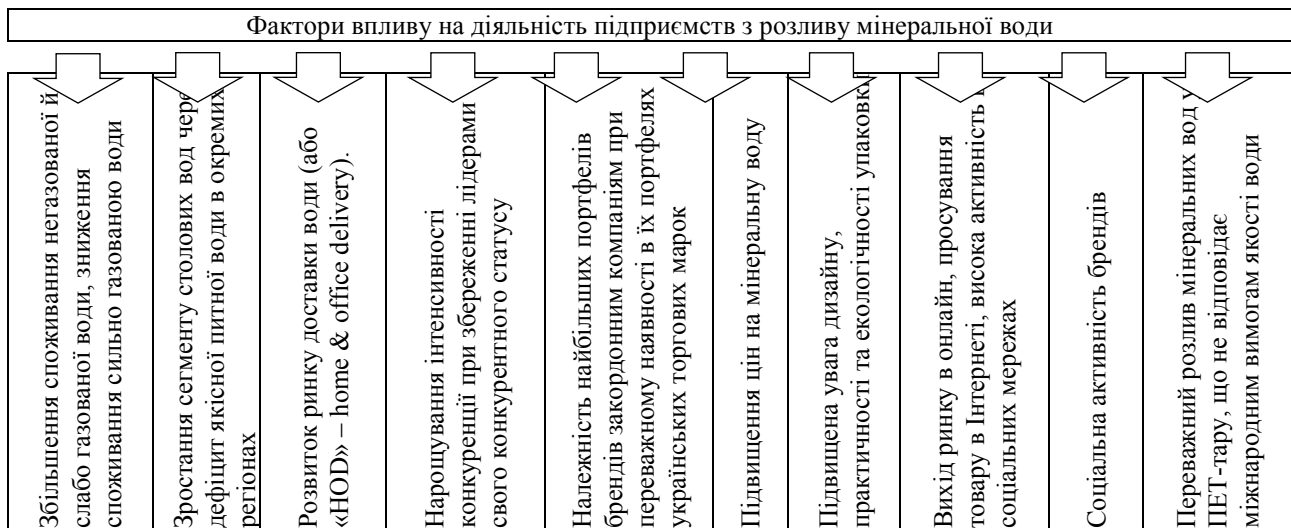 Фактори впливу на діяльність підприємств з розливу мінеральної води
Збільшення споживання негазованої й
слабо газованої води, зниження
споживання сильно газованою води
Зростання сегменту столових вод чере
дефіцит якісної питної води в окремих
регіонах
Розвиток ринку доставки води (або
«HOD» – home & office delivery).
Нарощування інтенсивності
конкуренції при збереженні лідерами
свого конкурентного статусу
Належність найбільших портфелів
брендів закордонним компаніям при
переважному наявності в їх портфелях
українських торгових марок
Підвищення цін на мінеральну воду
Підвищена увага дизайну,
практичності та екологічності упаковки
Вихід ринку в онлайн, просування
товару в Інтернеті, висока активність
соціальних мережах
Соціальна активність брендів
Переважний розлив мінеральних вод у
ПЕТ-тару, що не відповідає
міжнародним вимогам якості води